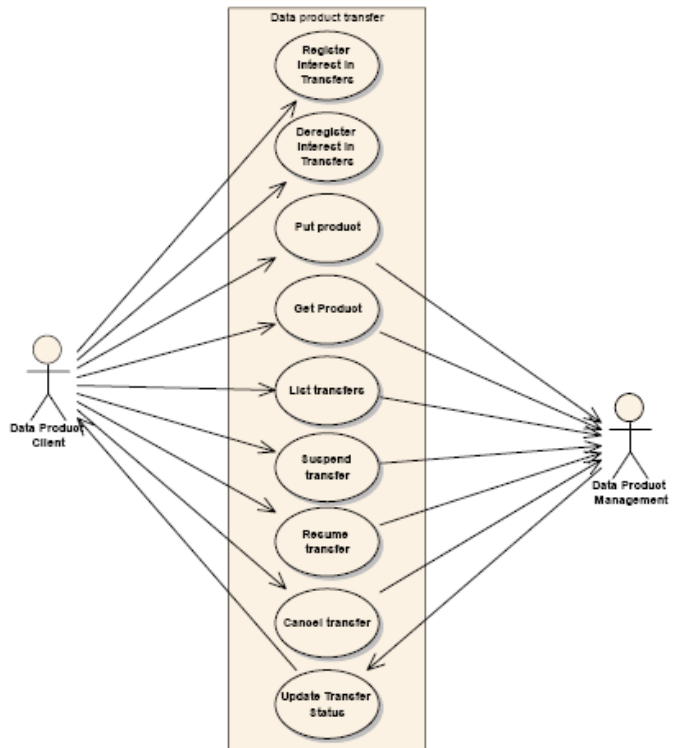 Data product transfer
Register
Interest in
Transfers
Deregister
Interest in
Transfers
Put product
Get Product
List transfers
Suspend
transfer
Resume
transfer
Cancel transfer
Update Transfer
Status
Data Product
Client
Data Product
Management